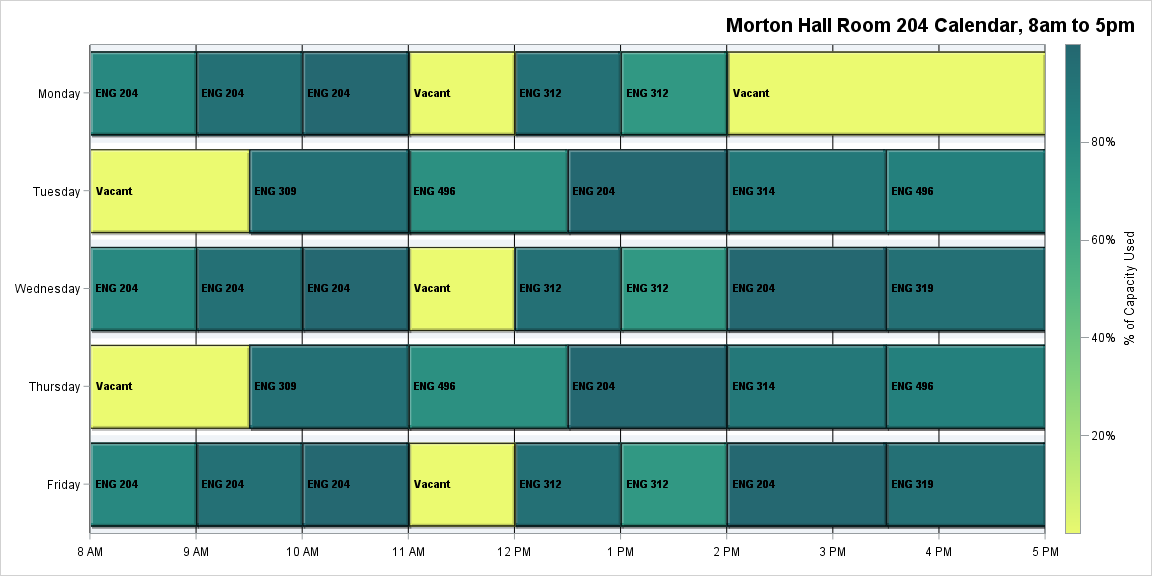 Morton Hall Room 204 Calendar, 8am to 5pm
Monday ENG 204 ENG 204 ENG 204 Vacant ENG 312 ENG 312 Vacant
80%
Tuesday Vacant ENG 309 ENG 496 ENG 204 ENG 314 ENG 496
60%
Wednesday ENG 204 ENG 204 ENG 204 Vacant ENG 312 ENG 312 ENG 204 ENG 319
% of Capacity Used
40%
Thursday Vacant ENG 309 ENG 496 ENG 204 ENG 314 ENG 496
20%
Friday ENG 204 ENG 204 ENG 204 Vacant ENG 312 ENG 312 ENG 204 ENG 319
8 AM 9 AM 10 AM 11 AM 12 PM 1 PM 2 PM 3 PM 4 PM 5 PM